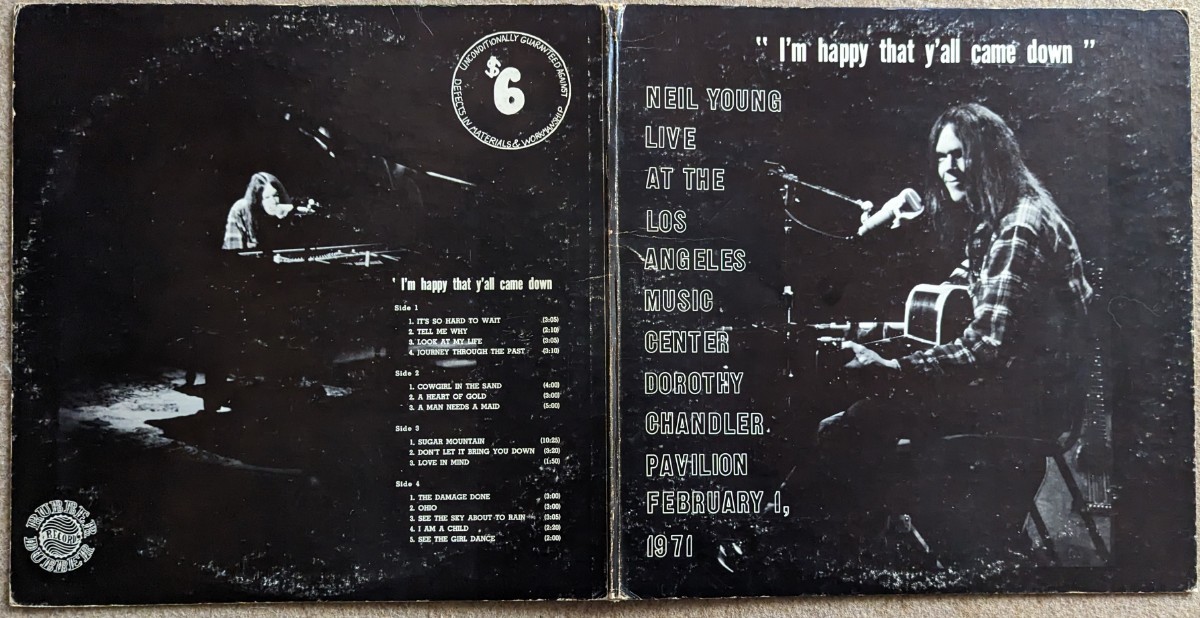 UNCONDITIONALLY GUARANTEED AGAINST
DEFECTS IN MATERIALS & WORKMANSHIP
$6
' I'm happy that y'all came down
Side 1
1. IT'S SO HARD TO WAIT (3:05)
2. TELL ME WHY (2:10)
3. LOOK AT MY LIFE (3:05)
4. JOURNEY THROUGH THE PAST (3:10)
Side 2
1. COWGIRL IN THE SAND (4:00)
2. A HEART OF GOLD (3:00)
3. A MAN NEEDS A MAID (5:00)
Side 3
1. SUGAR MOUNTAIN (10:25)
2. DON'T LET IT BRING YOU DOWN (3:20)
3. LOVE IN MIND (1:50)
Side 4
1. THE DAMAGE DONE (3:00)
2. OHIO (3:00)
3. SEE THE SKY ABOUT TO RAIN (3:05)
4. I AM A CHILD (2:20)
5. SEE THE GIRL DANCE (2:00)
RUBBER
RECORD
DUBBER
" I'm happy that y'all came down "
NEIL YOUNG
LIVE
AT THE
LOS
ANGELES
MUSIC
CENTER
DOROTHY
CHANDLER
PAVILION
FEBRUARY 1,
1971